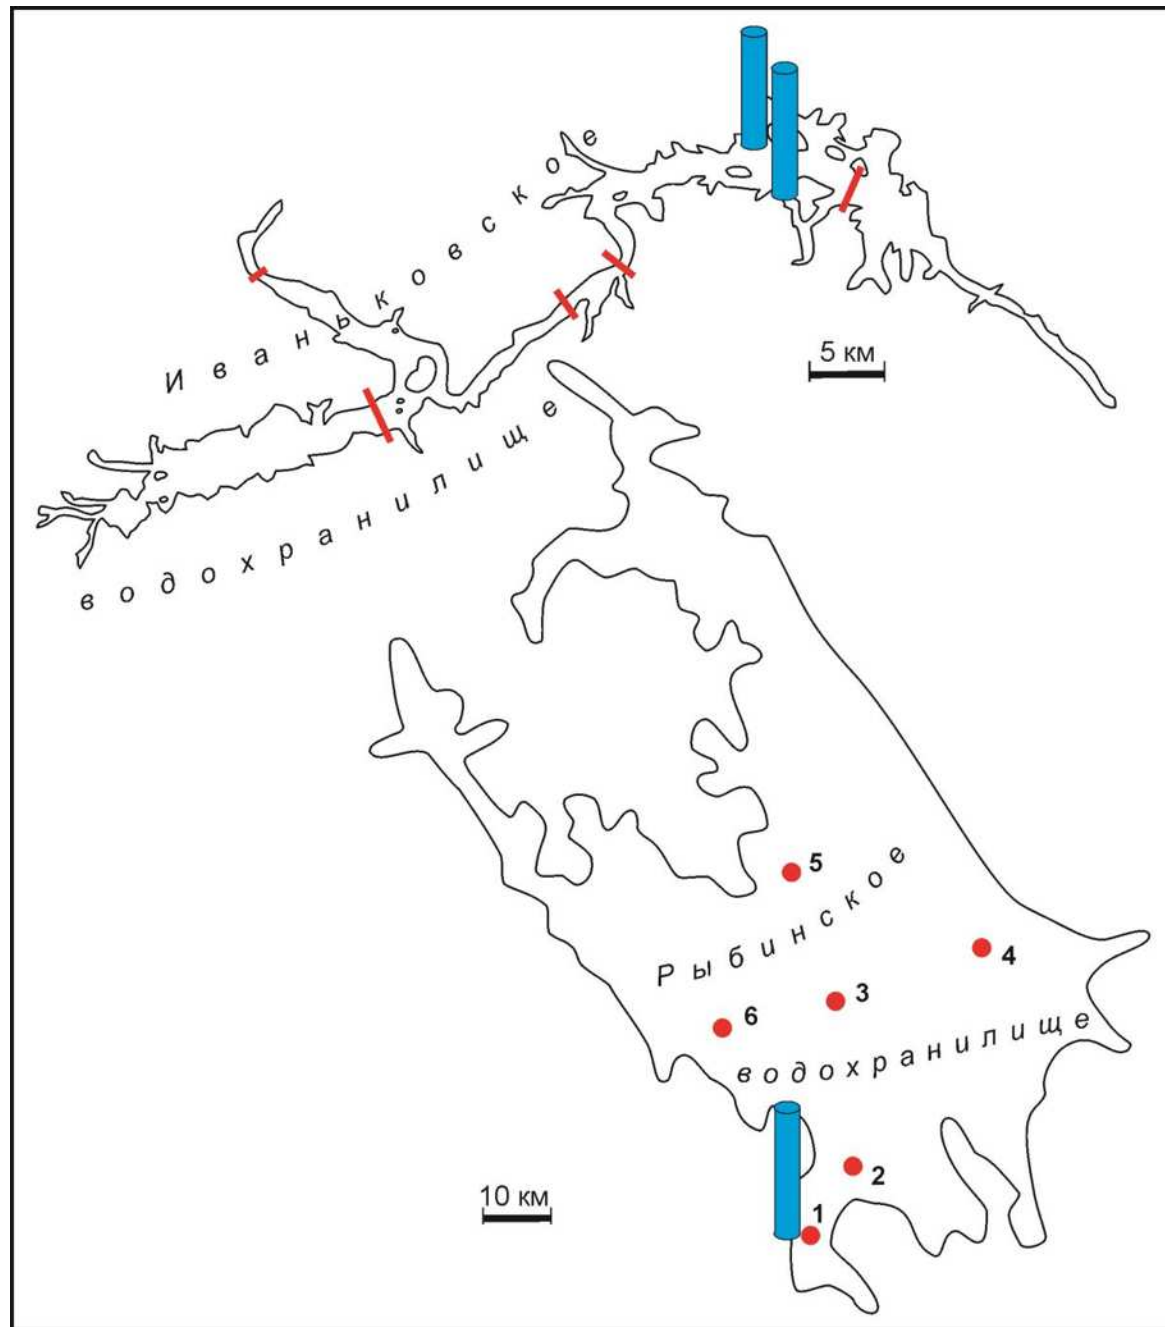 Иваньковское
5 км
водохранилище
5
Рыбинское
4
3
6
водохранилище
2
10 км
1